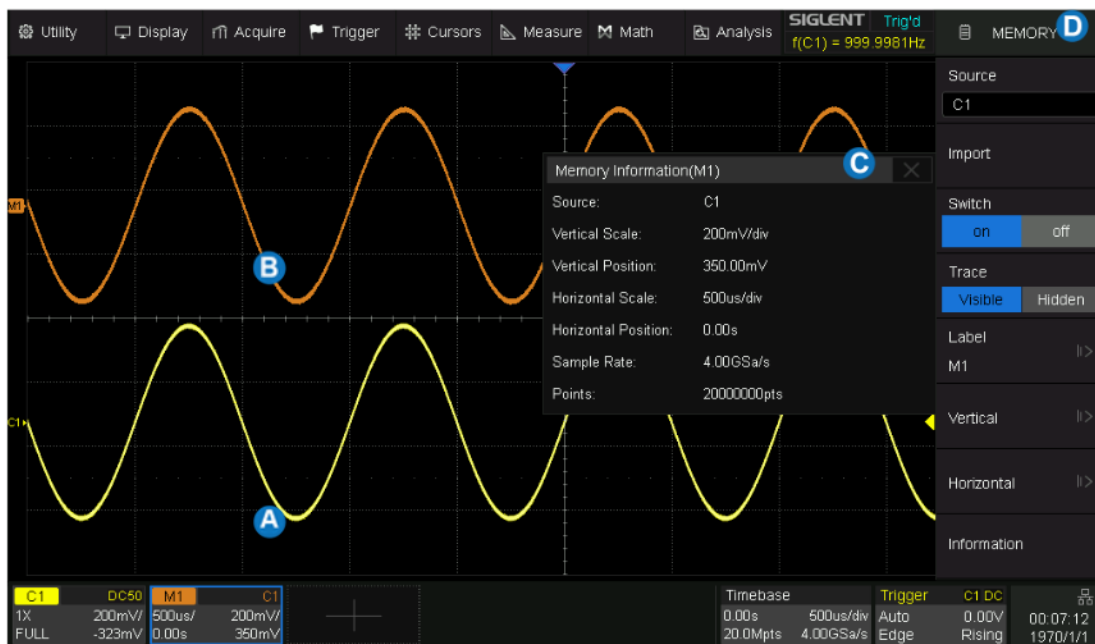 Utility Display Acquire Trigger Cursors Measure Math Analysis
SIGLENT Trig'd
f(C1) = 999.9981Hz
MEMORY
D
Source
C1
Import
Switch
on off
Trace
Visible Hidden
Label
M1
Vertical
Horizontal
Information
C
Memory Information(M1)
Source: C1
Vertical Scale: 200mV/div
Vertical Position: 350.00mV
Horizontal Scale: 500us/div
Horizontal Position: 0.00s
Sample Rate: 4.00GSa/s
Points: 20000000pts
M1
B
C1
A
C1 DC50
1X 200mV/
FULL -323mV
M1 C1
500us/ 200mV/
0.00s 350mV
Timebase
0.00s 500us/div
20.0Mpts 4.00GSa/s
Trigger C1 DC
Auto 0.00V
Edge Rising
00:07:12
1970/1/1